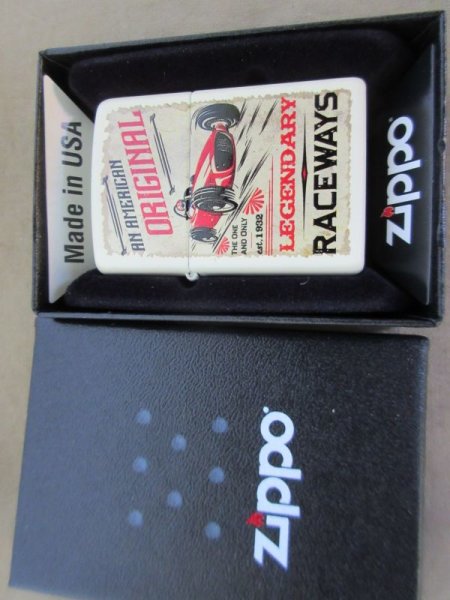 Made in USA
AN AMERICAN
ORIGINAL
THE ONE
AND ONLY
est. 1932
LEGENDARY
RACEWAYS
zippo
zippo